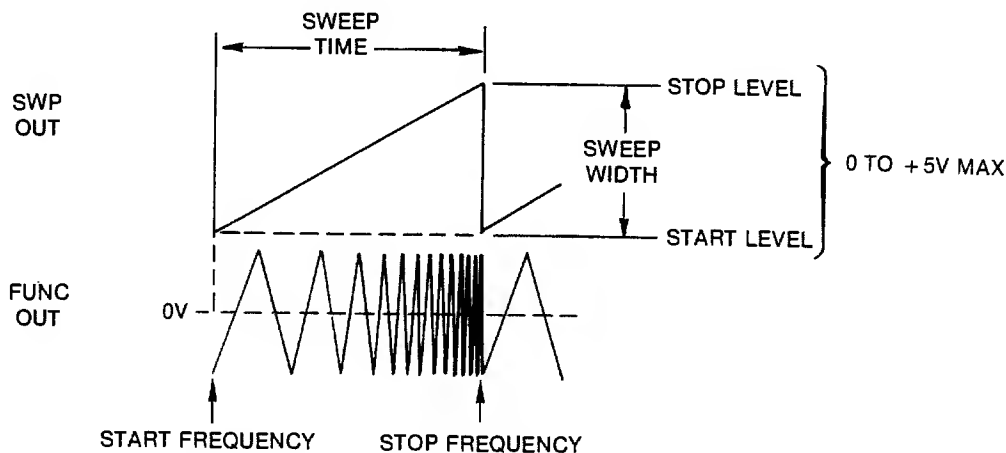 SWEEP
TIME
SWP
OUT
STOP LEVEL
SWEEP
WIDTH
0 TO +5V MAX
START LEVEL
FUNC
OUT
0V
START FREQUENCY
STOP FREQUENCY